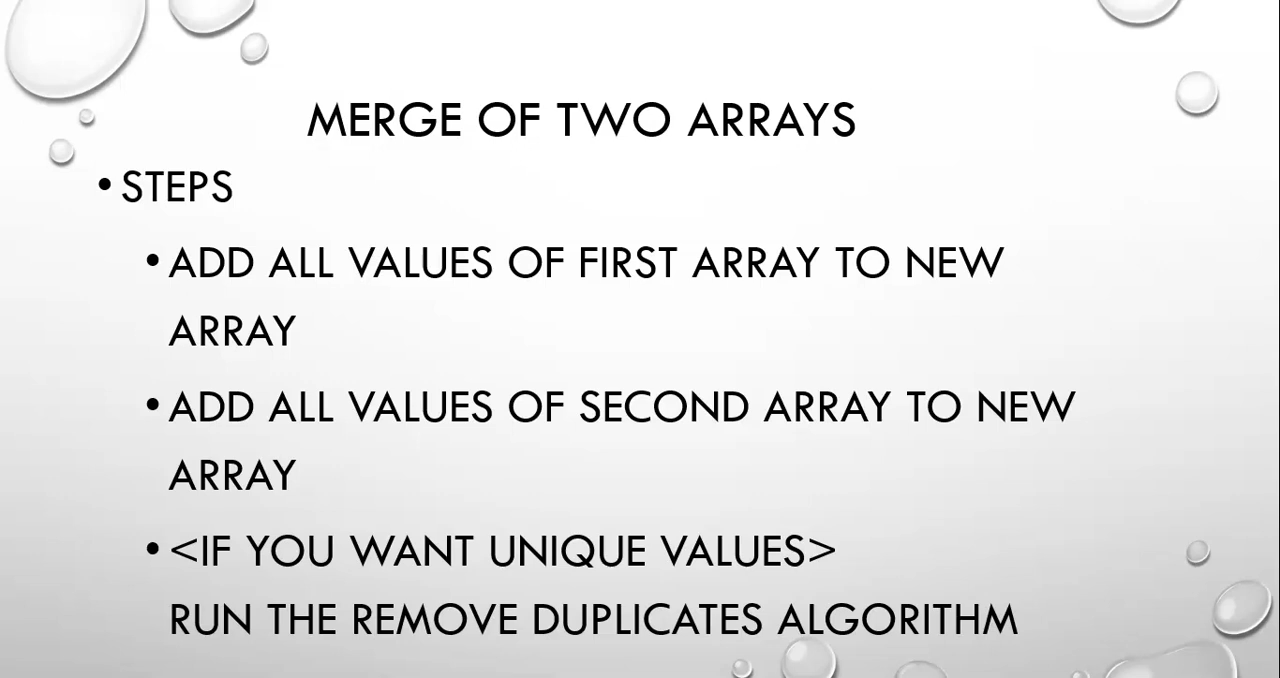 MERGE OF TWO ARRAYS
• STEPS
• ADD ALL VALUES OF FIRST ARRAY TO NEW
ARRAY
• ADD ALL VALUES OF SECOND ARRAY TO NEW
ARRAY
• <IF YOU WANT UNIQUE VALUES>
RUN THE REMOVE DUPLICATES ALGORITHM